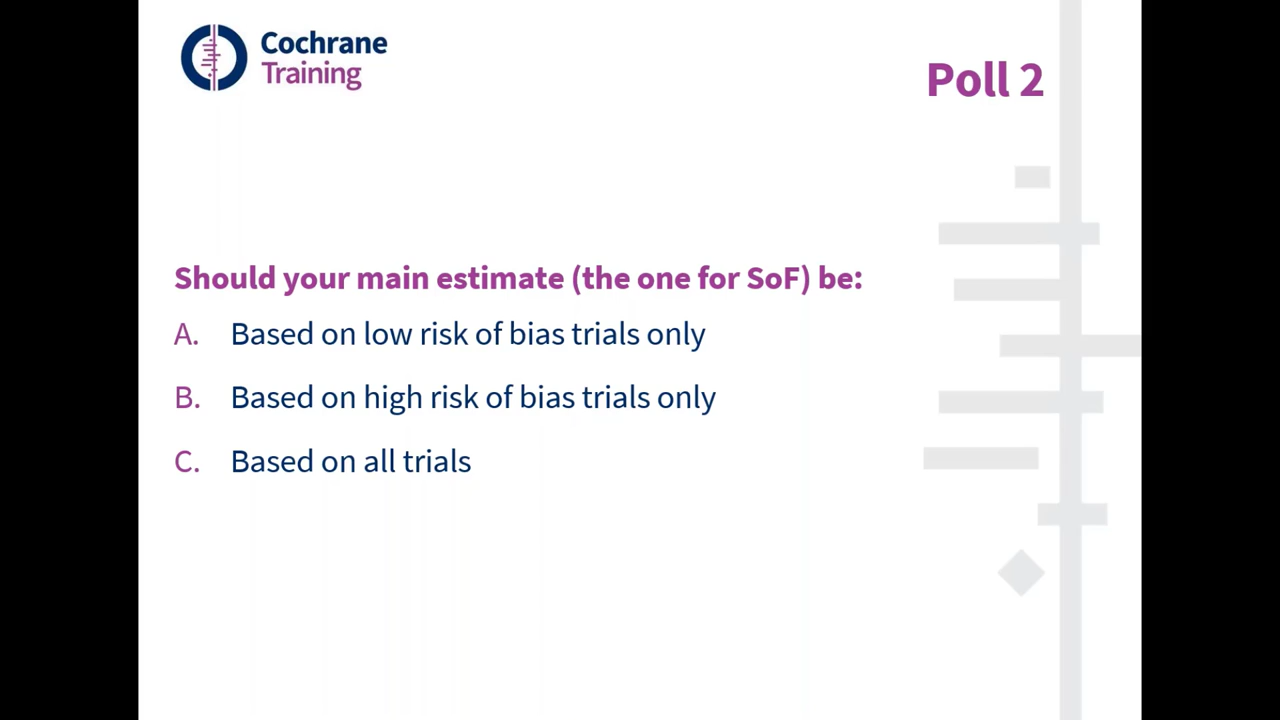 Cochrane
Training
Poll 2
Should your main estimate (the one for SoF) be:
A. Based on low risk of bias trials only
B. Based on high risk of bias trials only
C. Based on all trials